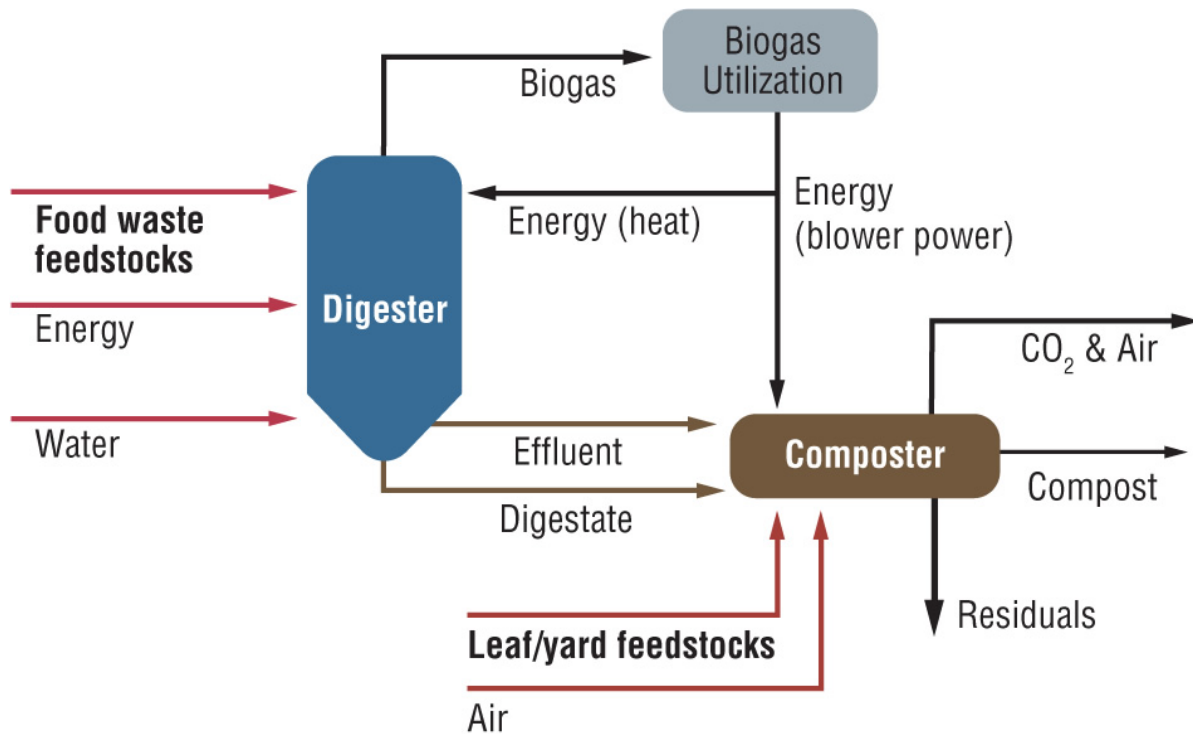 Biogas
Utilization
Biogas
Food waste
feedstocks
Energy (heat)
Energy
(blower power)
Digester
Energy
CO₂ & Air
Water
Effluent
Composter
Compost
Digestate
Residuals
Leaf/yard feedstocks
Air